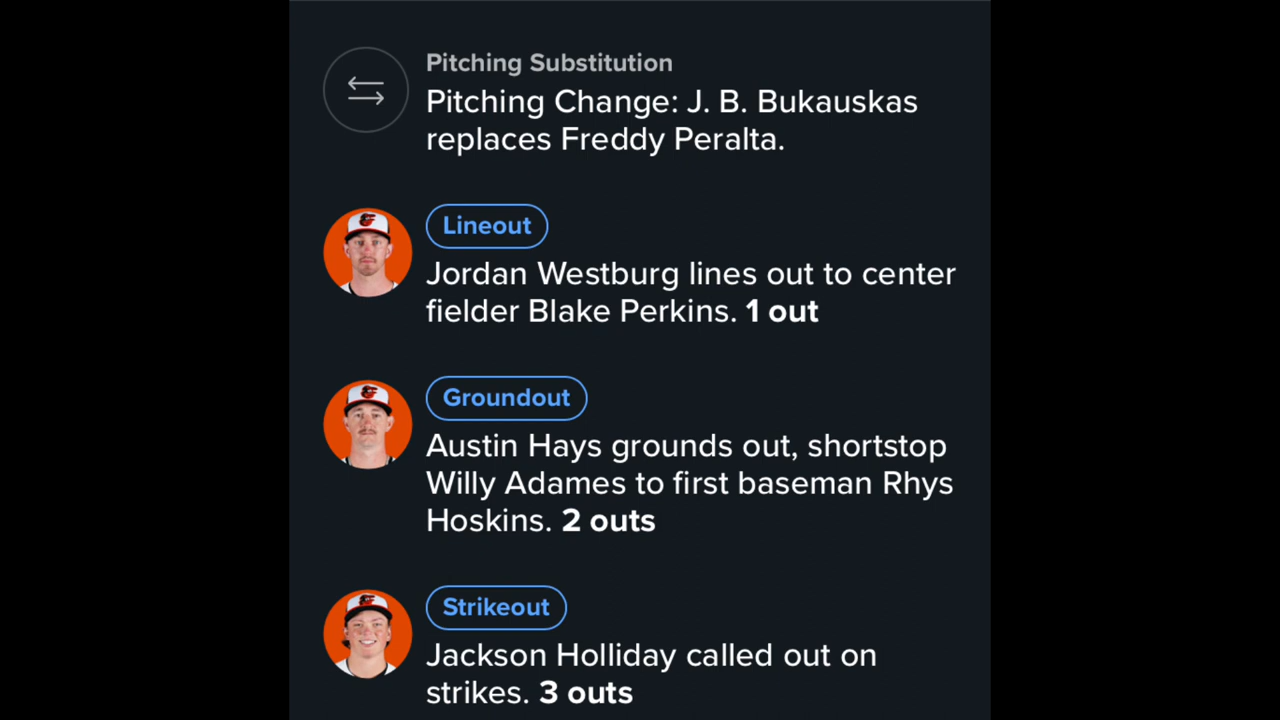 Pitching Substitution
Pitching Change: J. B. Bukauskas
replaces Freddy Peralta.
Lineout
Jordan Westburg lines out to center
fielder Blake Perkins. 1 out
Groundout
Austin Hays grounds out, shortstop
Willy Adames to first baseman Rhys
Hoskins. 2 outs
Strikeout
Jackson Holliday called out on
strikes. 3 outs